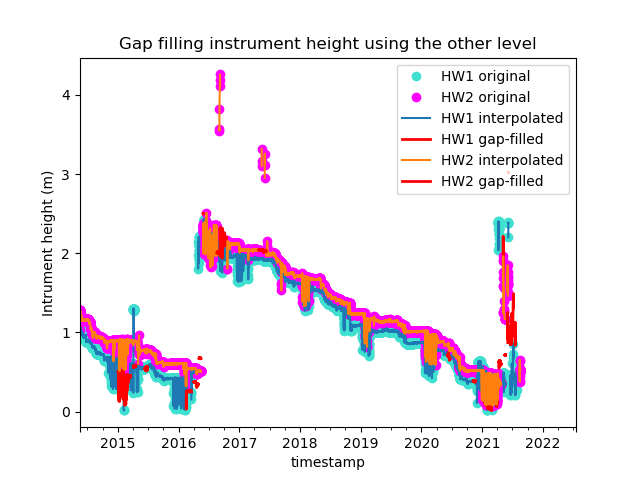 Gap filling instrument height using the other level
HW1 original
HW2 original
HW1 interpolated
HW1 gap-filled
HW2 interpolated
HW2 gap-filled
Intrument height (m)
4
3
2
1
0
2015 2016 2017 2018 2019 2020 2021 2022
timestamp